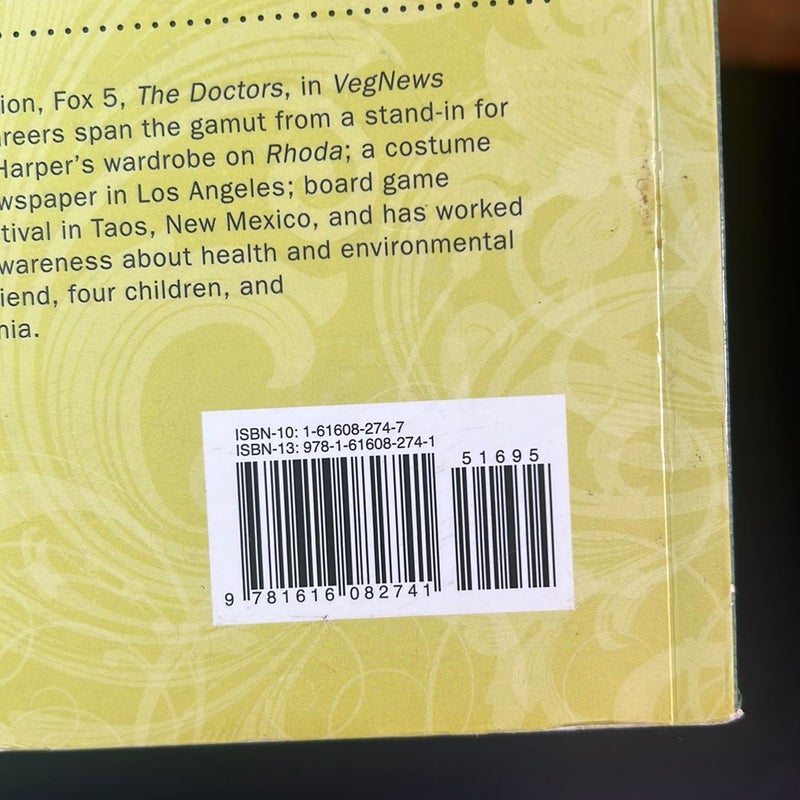 ion, Fox 5, The Doctors, in VegNews
reers span the gamut from a stand-in for
Harper's wardrobe on Rhoda; a costume
wspaper in Los Angeles; board game
tival in Taos, New Mexico, and has worked
wareness about health and environmental
iend, four children, and
nia.
ISBN-10: 1-61608-274-7
ISBN-13: 978-1-61608-274-1
51695
9 781616 082741